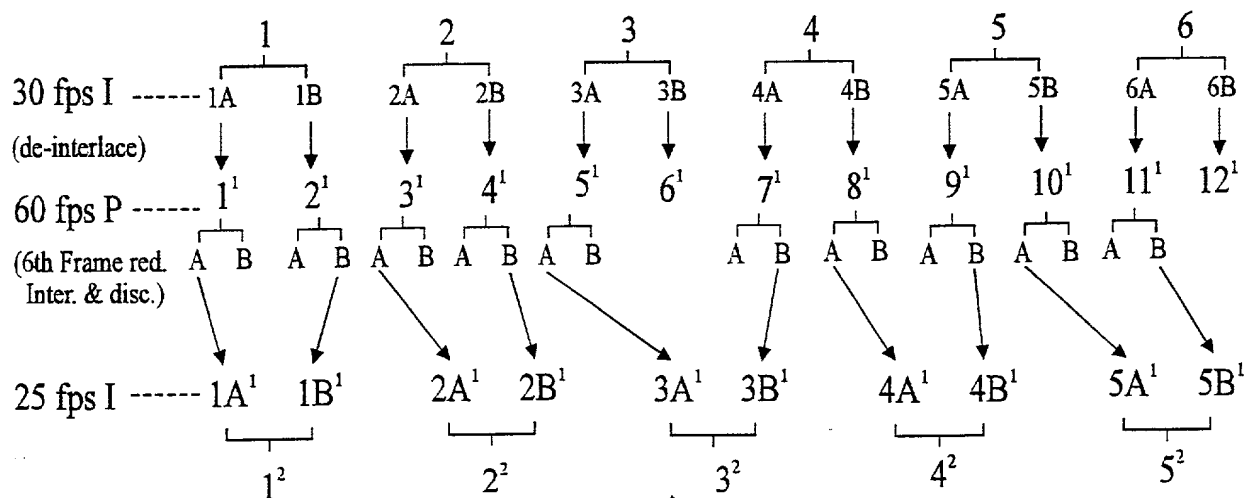 1 2 3 4 5 6
30 fps I ------ 1A 1B 2A 2B 3A 3B 4A 4B 5A 5B 6A 6B
(de-interlace)
60 fps P ------ 1¹ 2¹ 3¹ 4¹ 5¹ 6¹ 7¹ 8¹ 9¹ 10¹ 11¹ 12¹
(6th Frame red. A B A B A B A B A B A B A B A B A B A B
Inter. & disc.)
25 fps I ------ 1A¹ 1B¹ 2A¹ 2B¹ 3A¹ 3B¹ 4A¹ 4B¹ 5A¹ 5B¹
1² 2² 3² 4² 5²